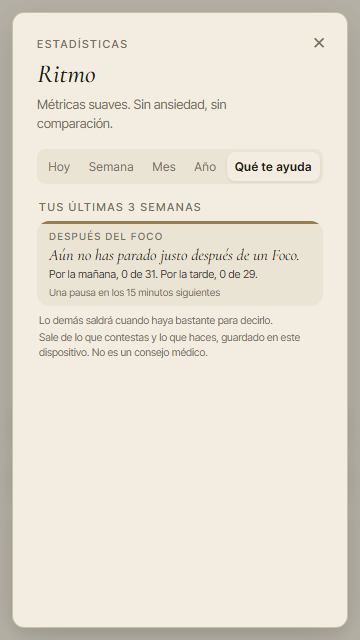 ESTADÍSTICAS
Ritmo
Métricas suaves. Sin ansiedad, sin
comparación.
Hoy Semana Mes Año Qué te ayuda
TUS ÚLTIMAS 3 SEMANAS
DESPUÉS DEL FOCO
Aún no has parado justo después de un Foco.
Por la mañana, 0 de 31. Por la tarde, 0 de 29.
Una pausa en los 15 minutos siguientes
Lo demás saldrá cuando haya bastante para decirlo.
Sale de lo que contestas y lo que haces, guardado en este
dispositivo. No es un consejo médico.